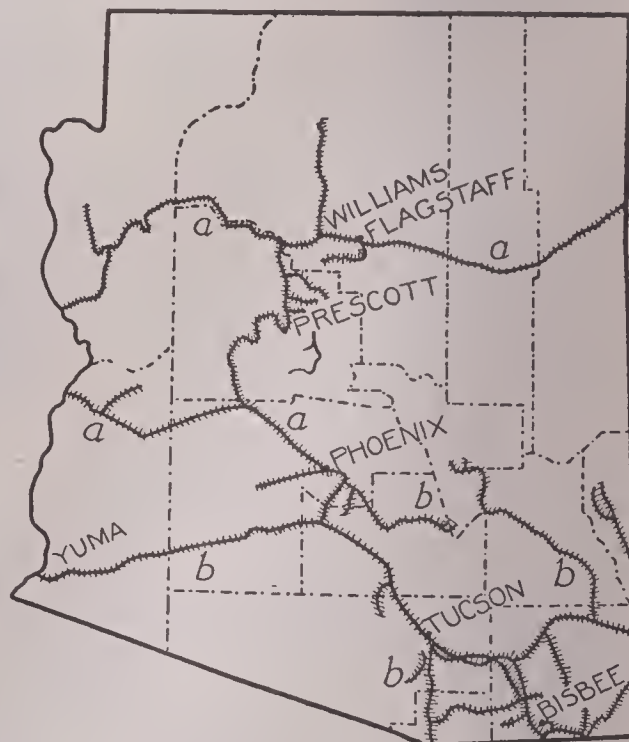 WILLIAMS
FLAGSTAFF
a
a
PRESCOTT
a
a
PHOENIX
b
YUMA
b
b
TUCSON
b
BISBEE